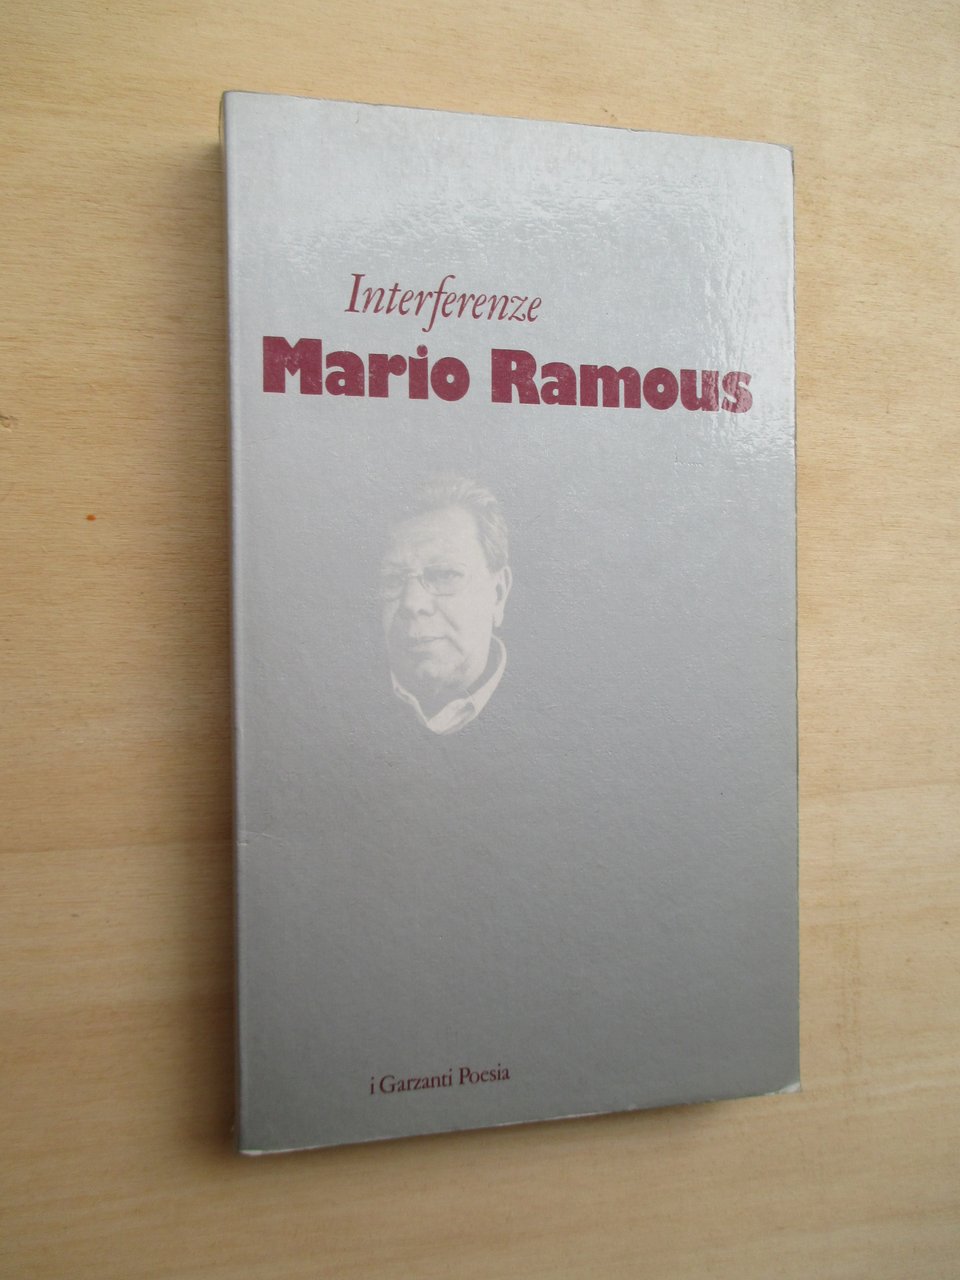 Interferenze
Mario Ramous
i Garzanti Poesia